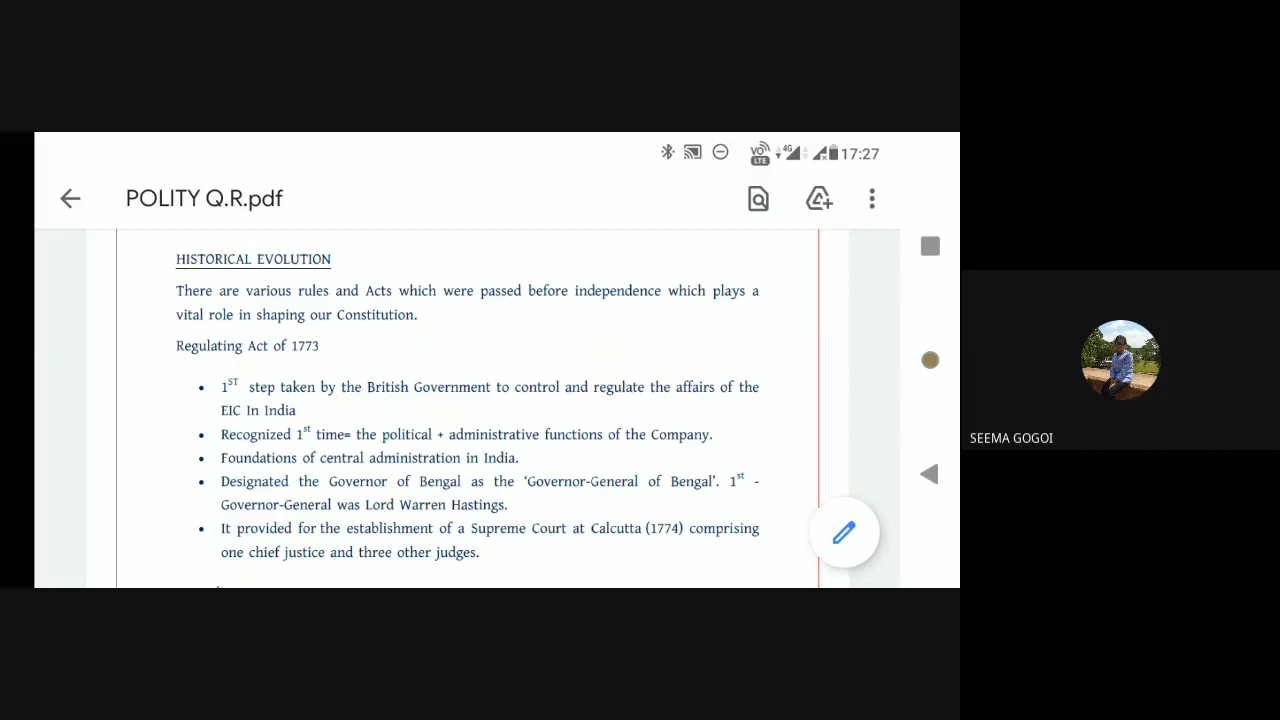 VO LTE 4G 17:27
POLITY Q.R.pdf
HISTORICAL EVOLUTION
There are various rules and Acts which were passed before independence which plays a
vital role in shaping our Constitution.
Regulating Act of 1773
• 1ST step taken by the British Government to control and regulate the affairs of the
EIC In India
• Recognized 1st time= the political + administrative functions of the Company.
• Foundations of central administration in India.
• Designated the Governor of Bengal as the ‘Governor-General of Bengal’. 1st -
Governor-General was Lord Warren Hastings.
• It provided for the establishment of a Supreme Court at Calcutta (1774) comprising
one chief justice and three other judges.
SEEMA GOGOI